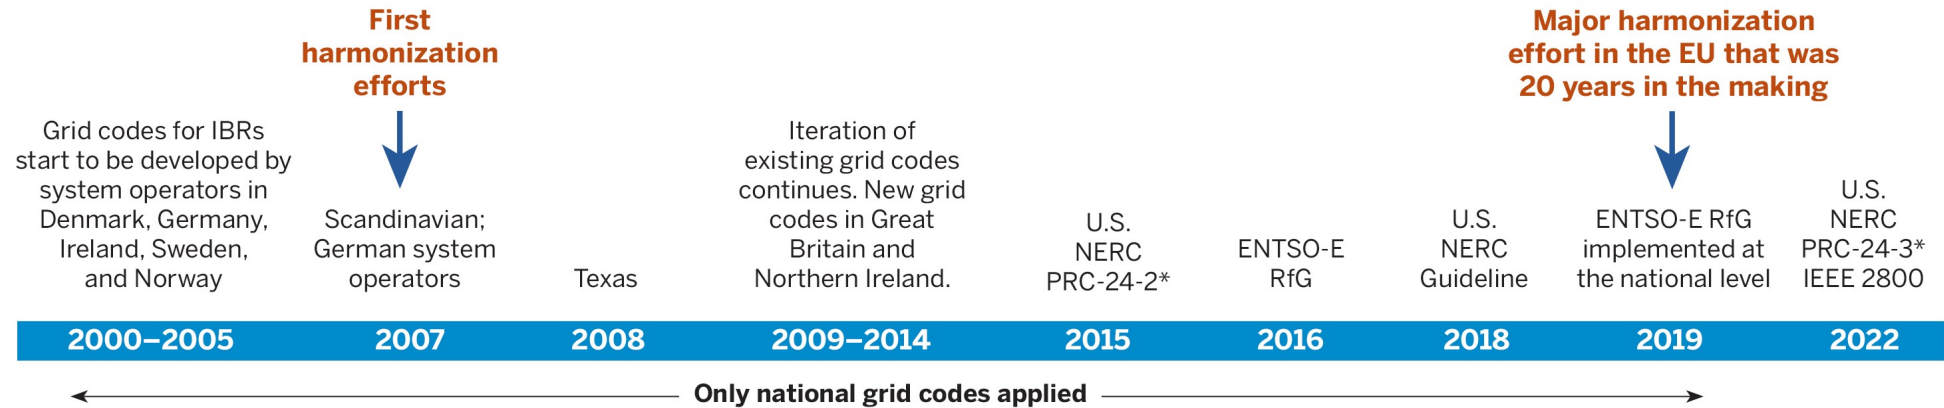 First
harmonization
efforts
Major harmonization
effort in the EU that was
20 years in the making
Grid codes for IBRs
start to be developed by
system operators in
Denmark, Germany,
Ireland, Sweden,
and Norway
Scandinavian;
German system
operators
Texas
Iteration of
existing grid codes
continues. New grid
codes in Great
Britain and
Northern Ireland.
U.S.
NERC
PRC-24-2*
ENTSO-E
RfG
U.S.
NERC
Guideline
ENTSO-E RfG
implemented at
the national level
U.S.
NERC
PRC-24-3*
IEEE 2800
2000–2005
2007
2008
2009–2014
2015
2016
2018
2019
2022
Only national grid codes applied